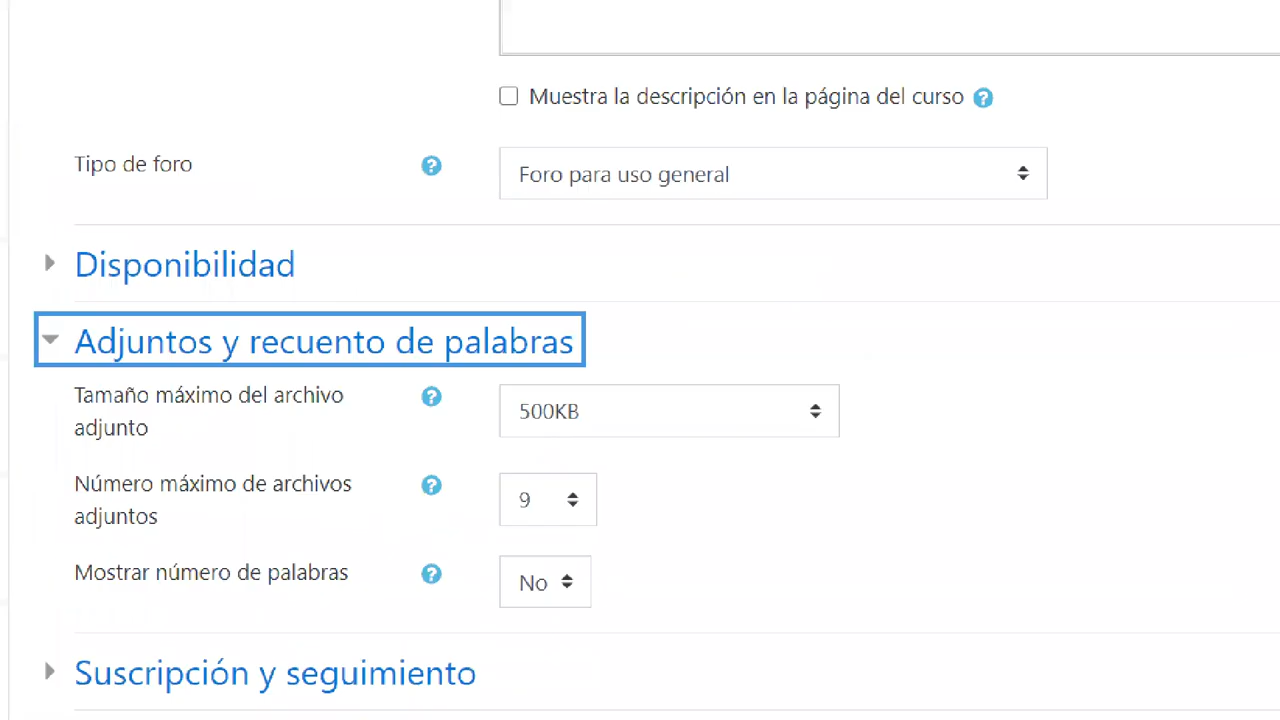 Muestra la descripción en la página del curso
Tipo de foro
Foro para uso general
Disponibilidad
Adjuntos y recuento de palabras
Tamaño máximo del archivo
adjunto
500KB
Número máximo de archivos
adjuntos
9
Mostrar número de palabras
No
Suscripción y seguimiento